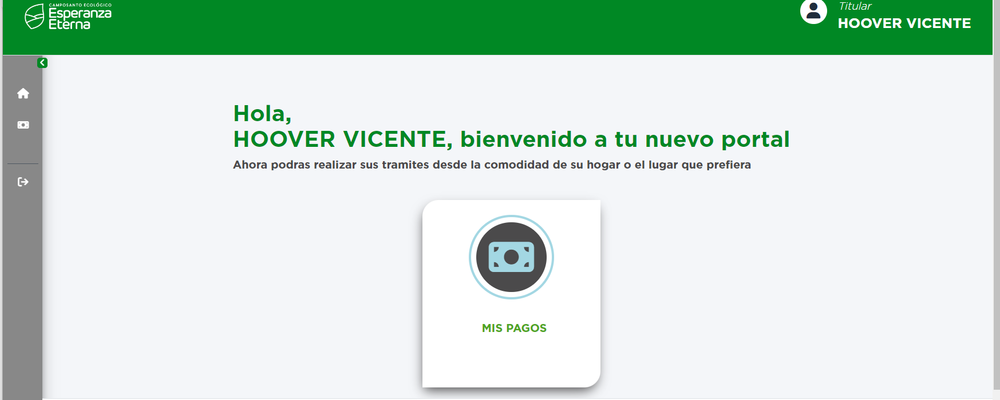 CAMPOSANTO ECOLÓGICO
Esperanza
Eterna
Titular
HOOVER VICENTE
Hola,
HOOVER VICENTE, bienvenido a tu nuevo portal
Ahora podras realizar sus tramites desde la comodidad de su hogar o el lugar que prefiera
MIS PAGOS